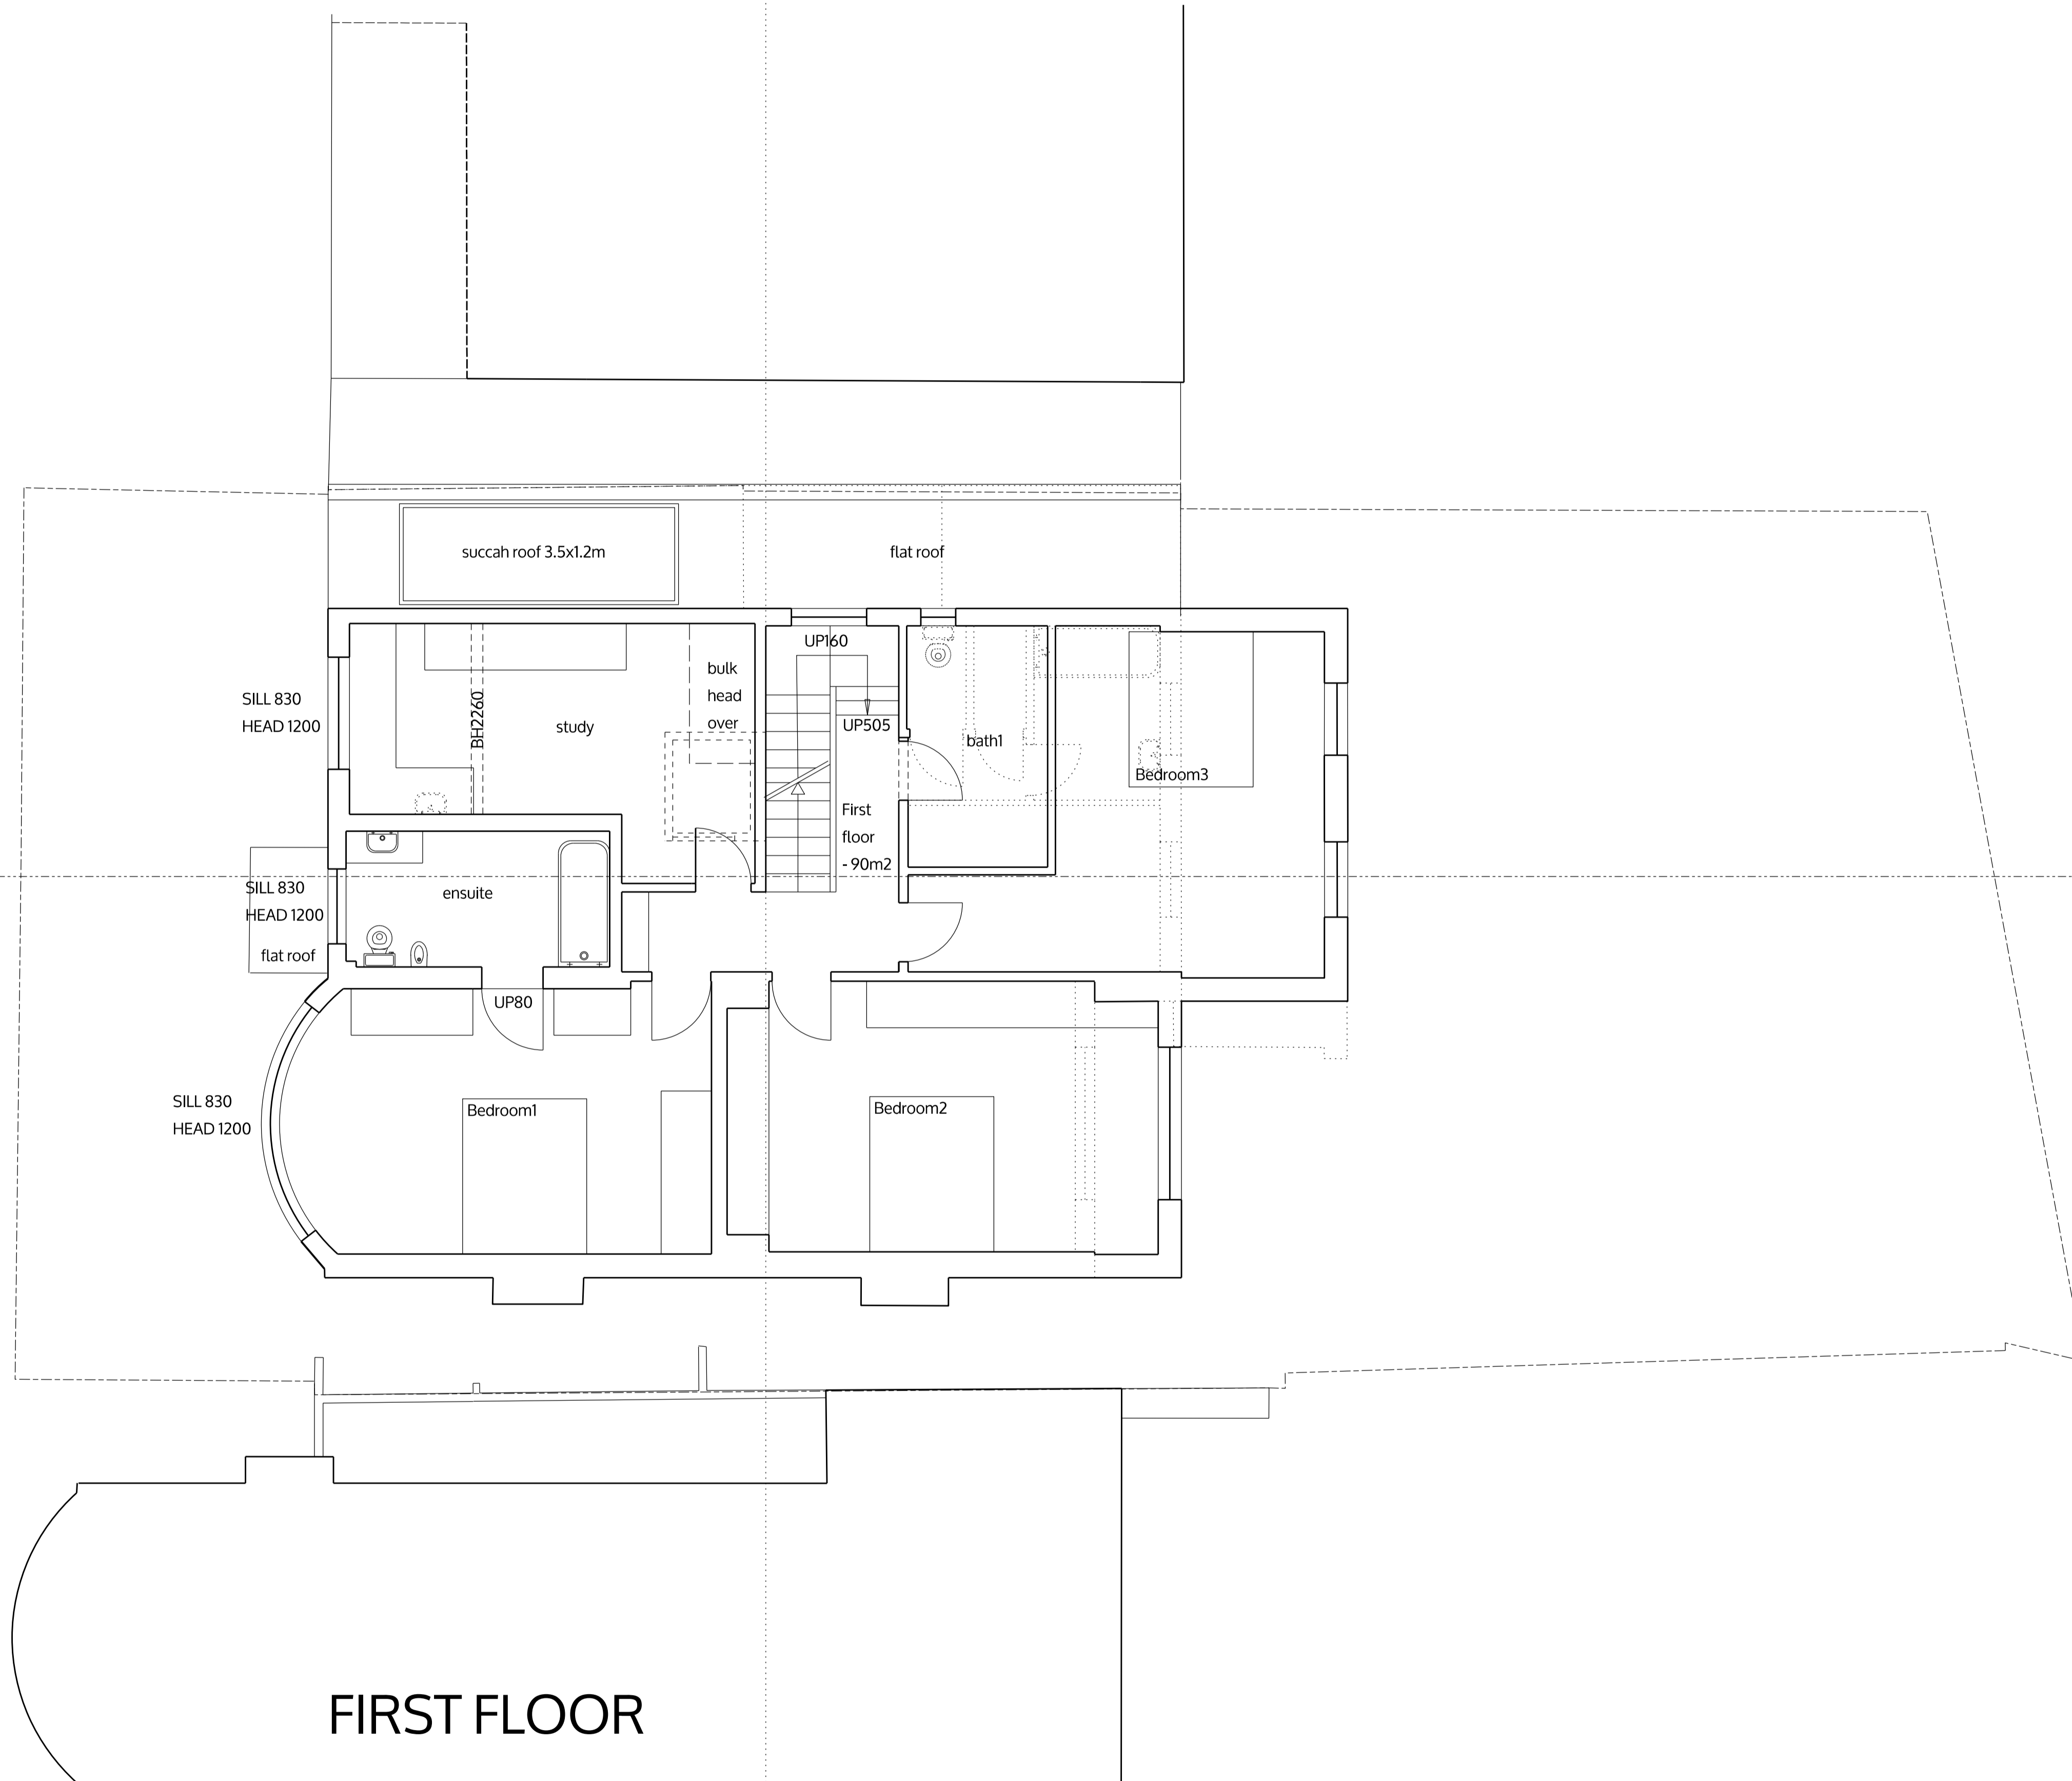 succah roof 3.5x1.2m
flat roof
UP160
bulk
head
over
SILL 830
HEAD 1200
BH2260
study
UP505
bath1
Bedroom3
First
floor
- 90m2
SILL 830
HEAD 1200
flat roof
ensuite
UP80
SILL 830
HEAD 1200
Bedroom1
Bedroom2
FIRST FLOOR